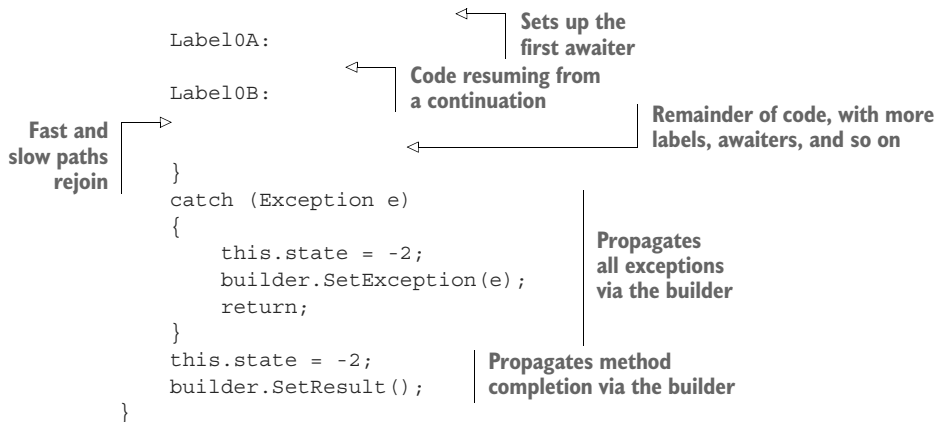 Sets up the
first awaiter
Label0A:
Code resuming from
a continuation
Label0B:
Remainder of code, with more
labels, awaiters, and so on
Fast and
slow paths
rejoin
}
catch (Exception e)
{
this.state = -2;
builder.SetException(e);
return;
}
Propagates
all exceptions
via the builder
this.state = -2;
builder.SetResult();
Propagates method
completion via the builder
}